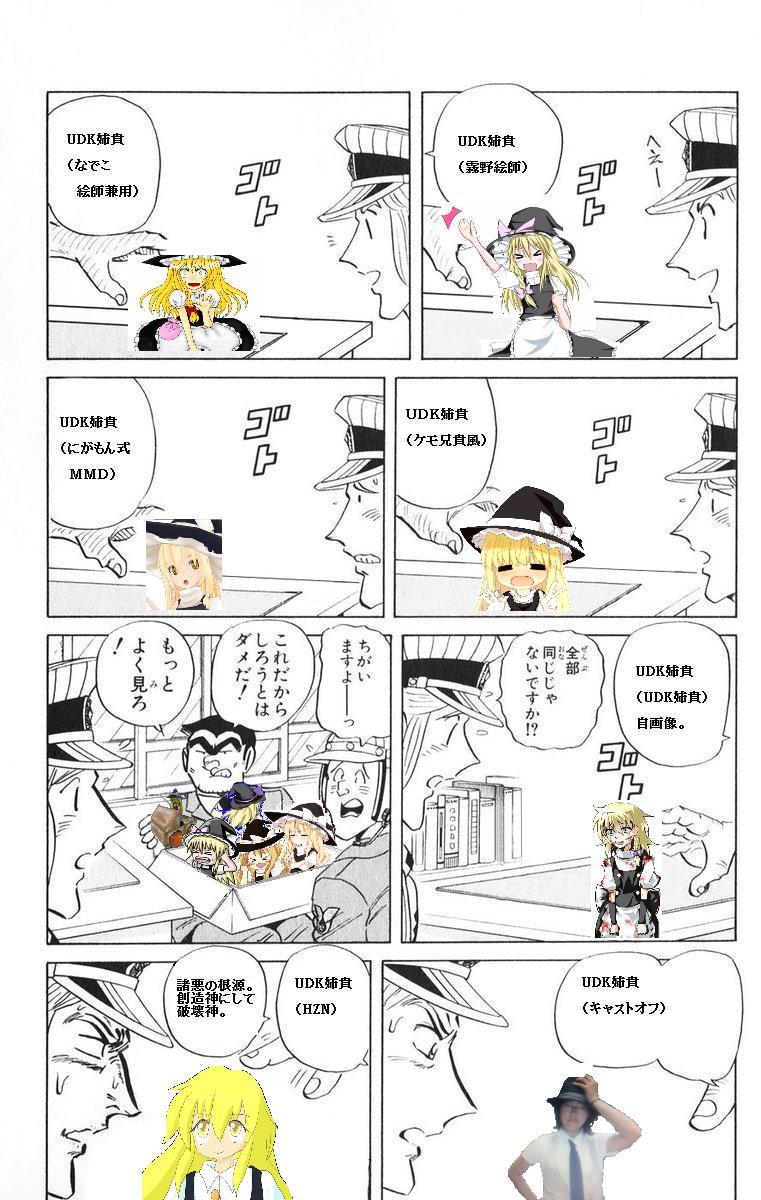 UDK姉貴
(霧野絵師)
ゴト
へえー
UDK姉貴
(なでこ
絵師兼用)
ゴト
UDK姉貴
(ケモ兄貴風)
ゴト
UDK姉貴
(にがもん式
MMD)
ゴト
UDK姉貴
(UDK姉貴)
自画像。
ゴト
全部
同じじゃ
ないですか!?
ちがい
ますよ──っ
これだから
しろうとは
ダメだ!
もっと
よく見ろ
!
UDK姉貴
(キャストオフ)
UDK姉貴
(HZN)
諸悪の根源。
創造神にして
破壊神。